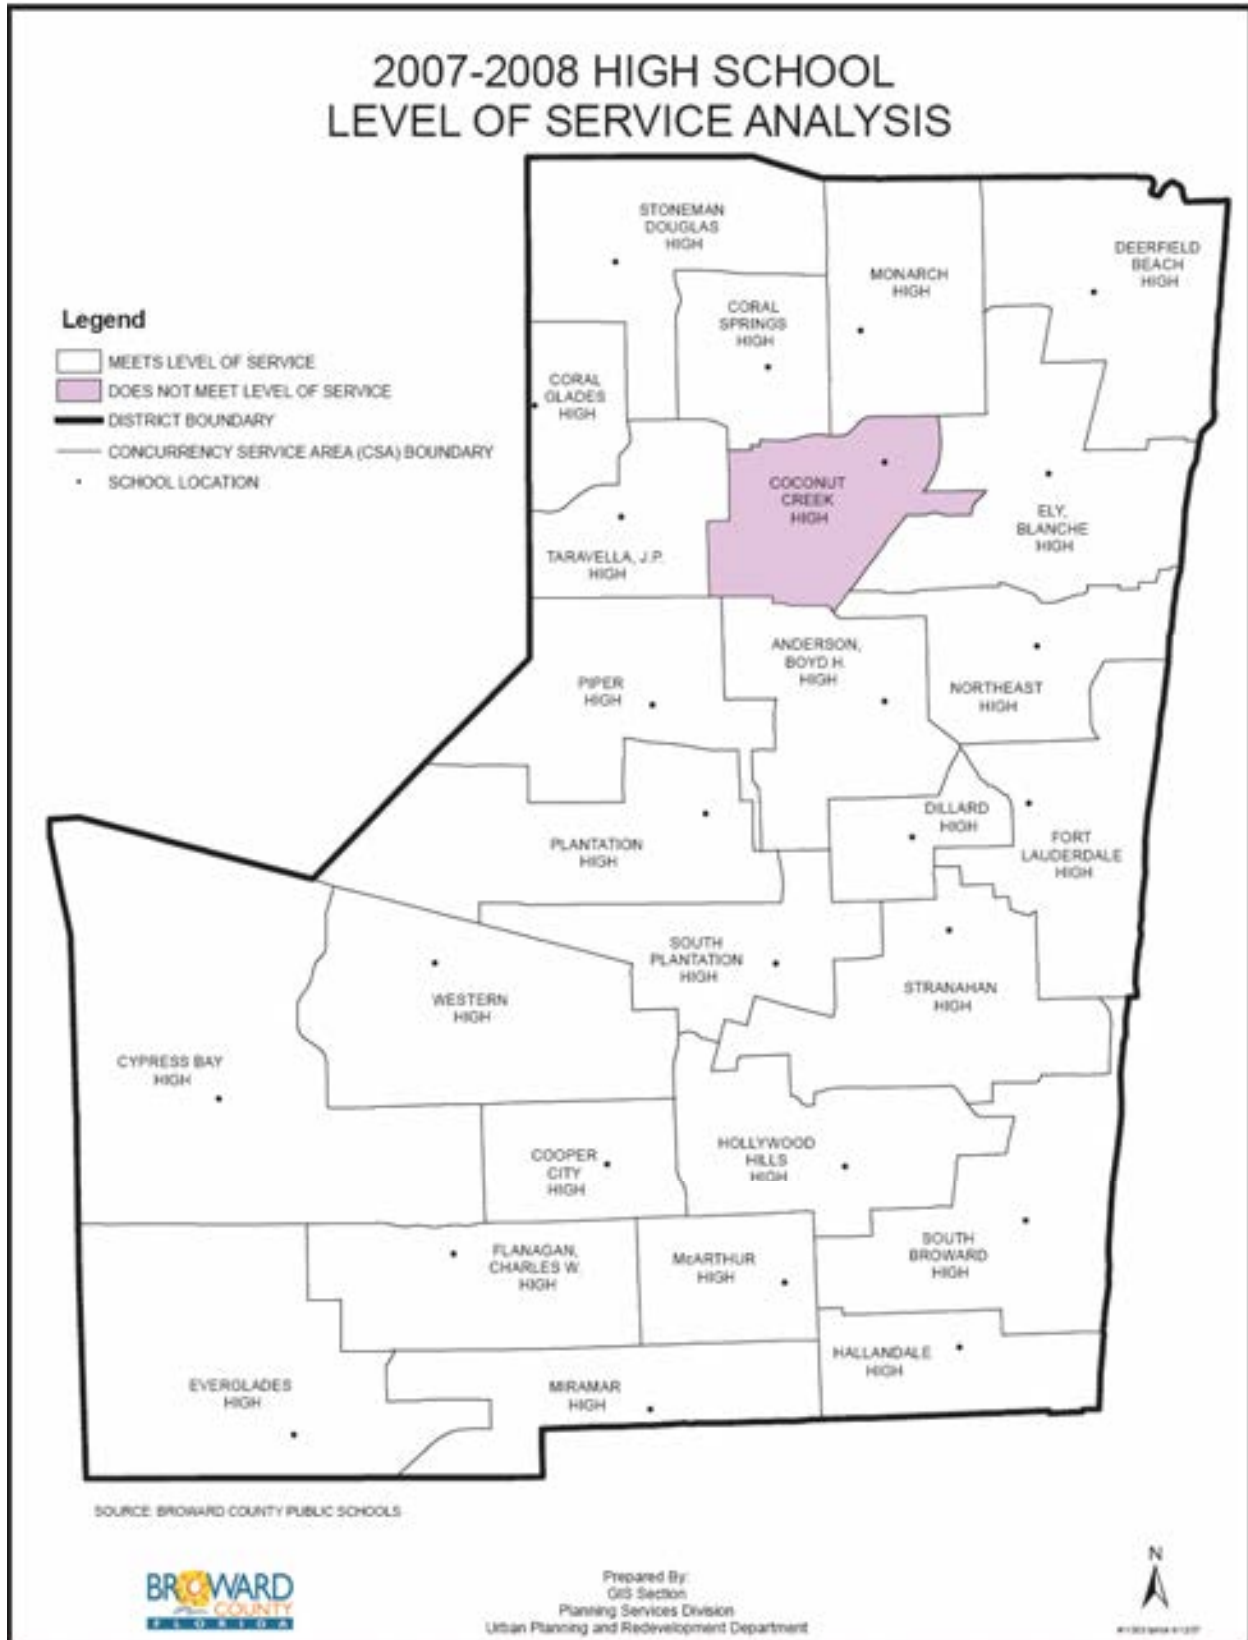 2007-2008 HIGH SCHOOL
LEVEL OF SERVICE ANALYSIS
STONEMAN
DOUGLAS
HIGH
DEERFIELD
BEACH
HIGH
MONARCH
HIGH
CORAL
SPRINGS
HIGH
Legend
MEETS LEVEL OF SERVICE
DOES NOT MEET LEVEL OF SERVICE
DISTRICT BOUNDARY
CONCURRENCY SERVICE AREA (CSA) BOUNDARY
SCHOOL LOCATION
CORAL
GLADES
HIGH
COCONUT
CREEK
HIGH
ELY,
BLANCHE
HIGH
TARAVELLA, J.P.
HIGH
ANDERSON,
BOYD H.
HIGH
PIPER
HIGH
NORTHEAST
HIGH
DILLARD
HIGH
PLANTATION
HIGH
FORT
LAUDERDALE
HIGH
SOUTH
PLANTATION
HIGH
WESTERN
HIGH
STRANAHAN
HIGH
CYPRESS BAY
HIGH
COOPER
CITY
HIGH
HOLLYWOOD
HILLS
HIGH
FLANAGAN,
CHARLES W.
HIGH
McARTHUR
HIGH
SOUTH
BROWARD
HIGH
HALLANDALE
HIGH
EVERGLADES
HIGH
MIRAMAR
HIGH
SOURCE: BROWARD COUNTY PUBLIC SCHOOLS
BROWARD
COUNTY
FLORIDA
Prepared By:
GIS Section
Planning Services Division
Urban Planning and Redevelopment Department
N